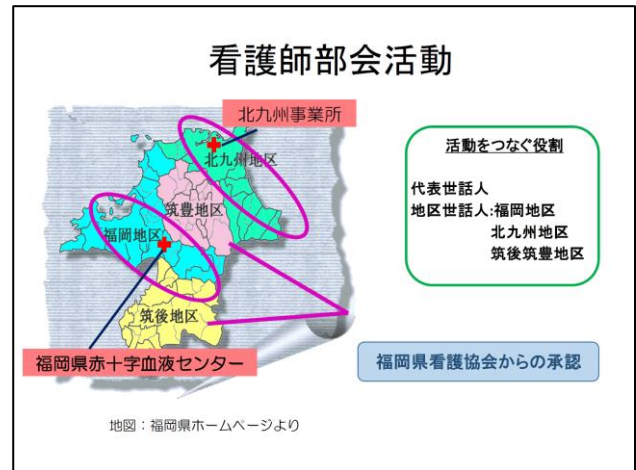 看護師部会活動
北九州事業所
北九州地区
筑豊地区
福岡地区
筑後地区
福岡県赤十字血液センター
地図：福岡県ホームページより
活動をつなぐ役割
代表世話人
地区世話人:福岡地区
北九州地区
筑後筑豊地区
福岡県看護協会からの承認